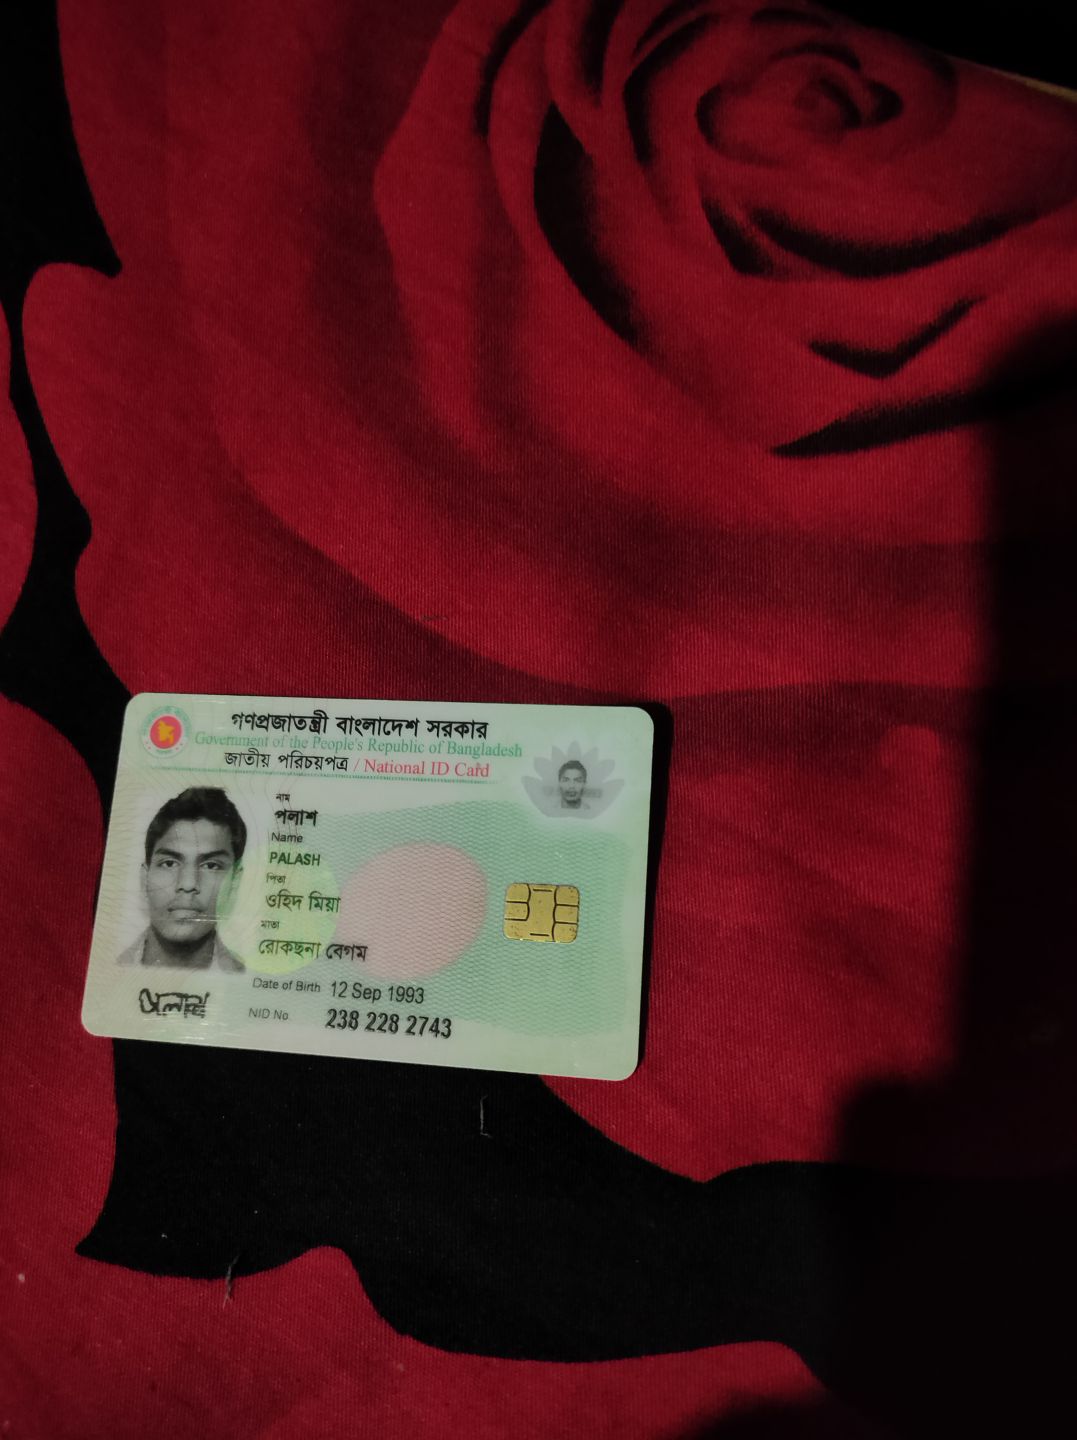 গণপ্রজাতন্ত্রী বাংলাদেশ সরকার
Government of the People's Republic of Bangladesh
জাতীয় পরিচয়পত্র / National ID Card
নাম
পলাশ
Name
PALASH
পিতা
ওহিদ মিয়া
মাতা
রোকছনা বেগম
Date of Birth 12 Sep 1993
NID No. 238 228 2743
পলাশ